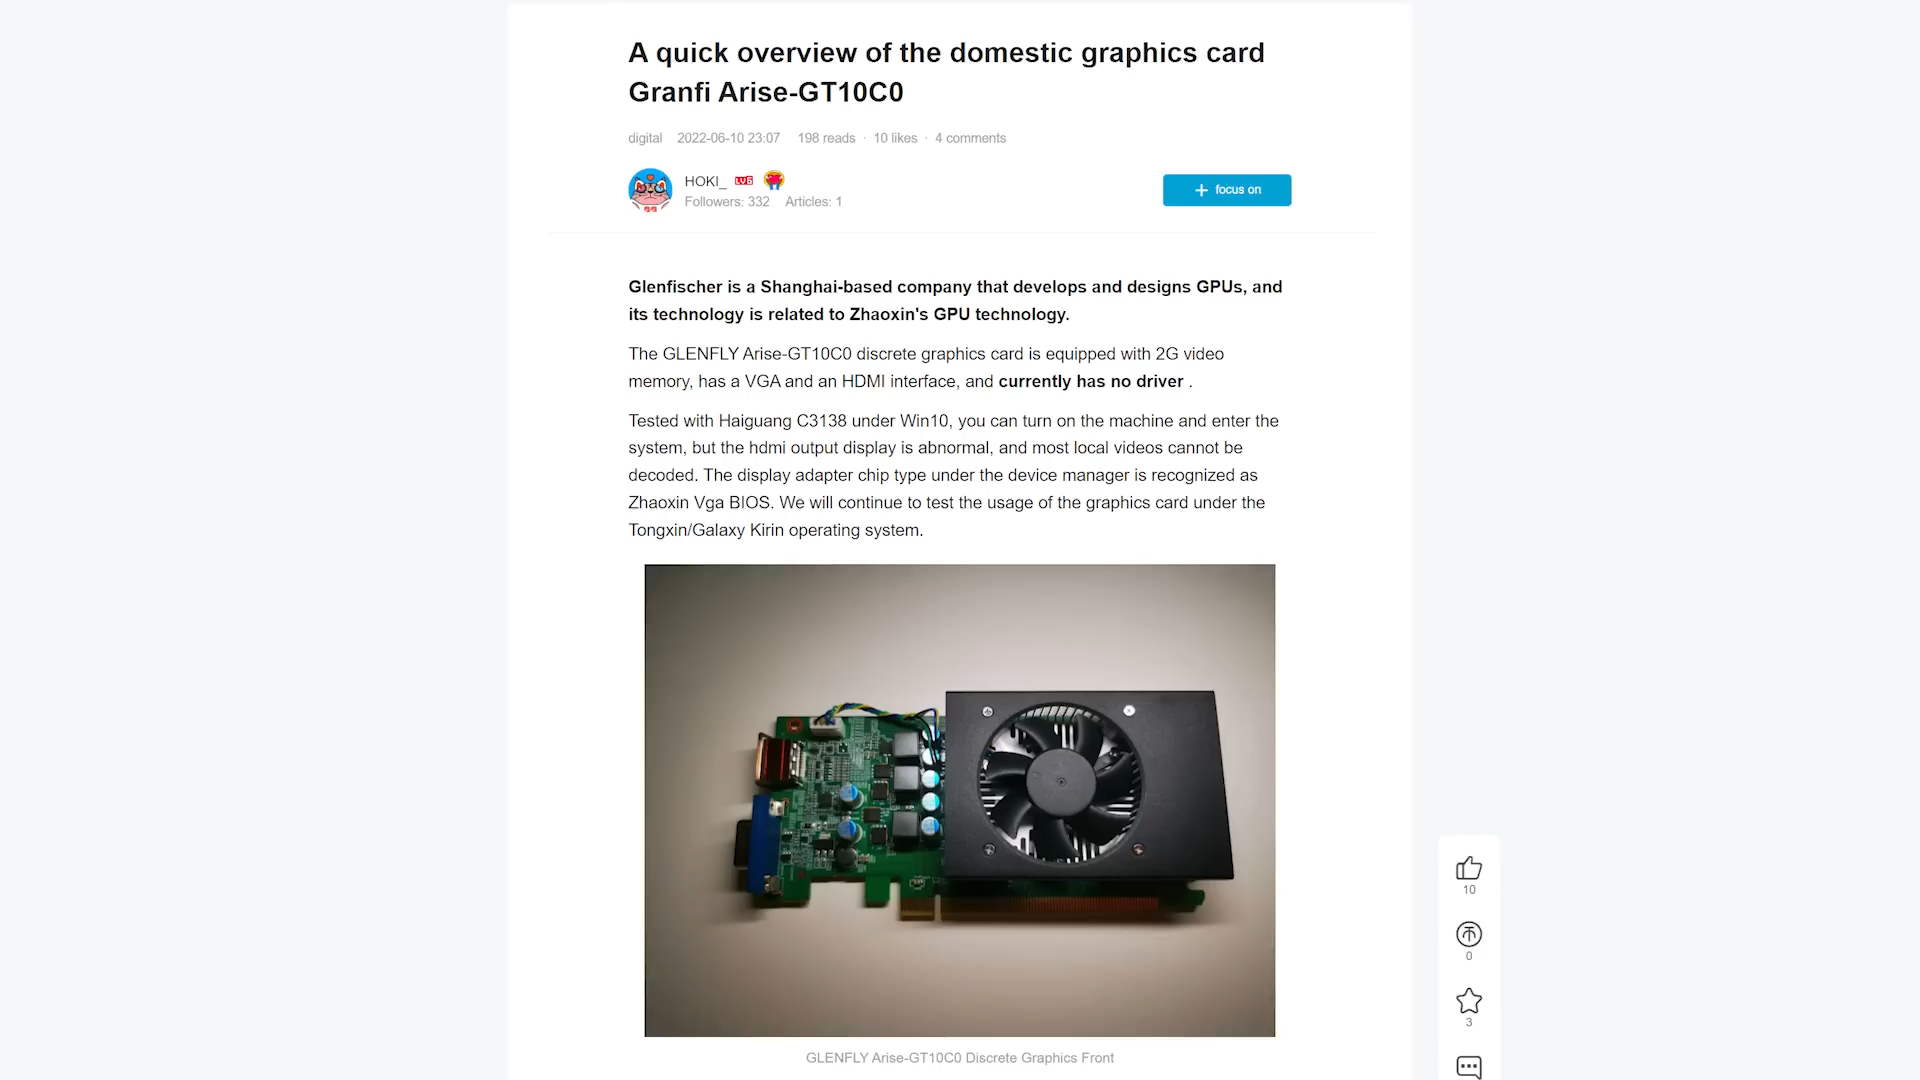 A quick overview of the domestic graphics card
Granfi Arise-GT10C0
digital 2022-06-10 23:07 198 reads · 10 likes · 4 comments
HOKI_ LV6
Followers: 332 Articles: 1
+ focus on
Glenfischer is a Shanghai-based company that develops and designs GPUs, and
its technology is related to Zhaoxin's GPU technology.
The GLENFLY Arise-GT10C0 discrete graphics card is equipped with 2G video
memory, has a VGA and an HDMI interface, and currently has no driver .
Tested with Haiguang C3138 under Win10, you can turn on the machine and enter the
system, but the hdmi output display is abnormal, and most local videos cannot be
decoded. The display adapter chip type under the device manager is recognized as
Zhaoxin Vga BIOS. We will continue to test the usage of the graphics card under the
Tongxin/Galaxy Kirin operating system.
GLENFLY Arise-GT10C0 Discrete Graphics Front
10
0
3